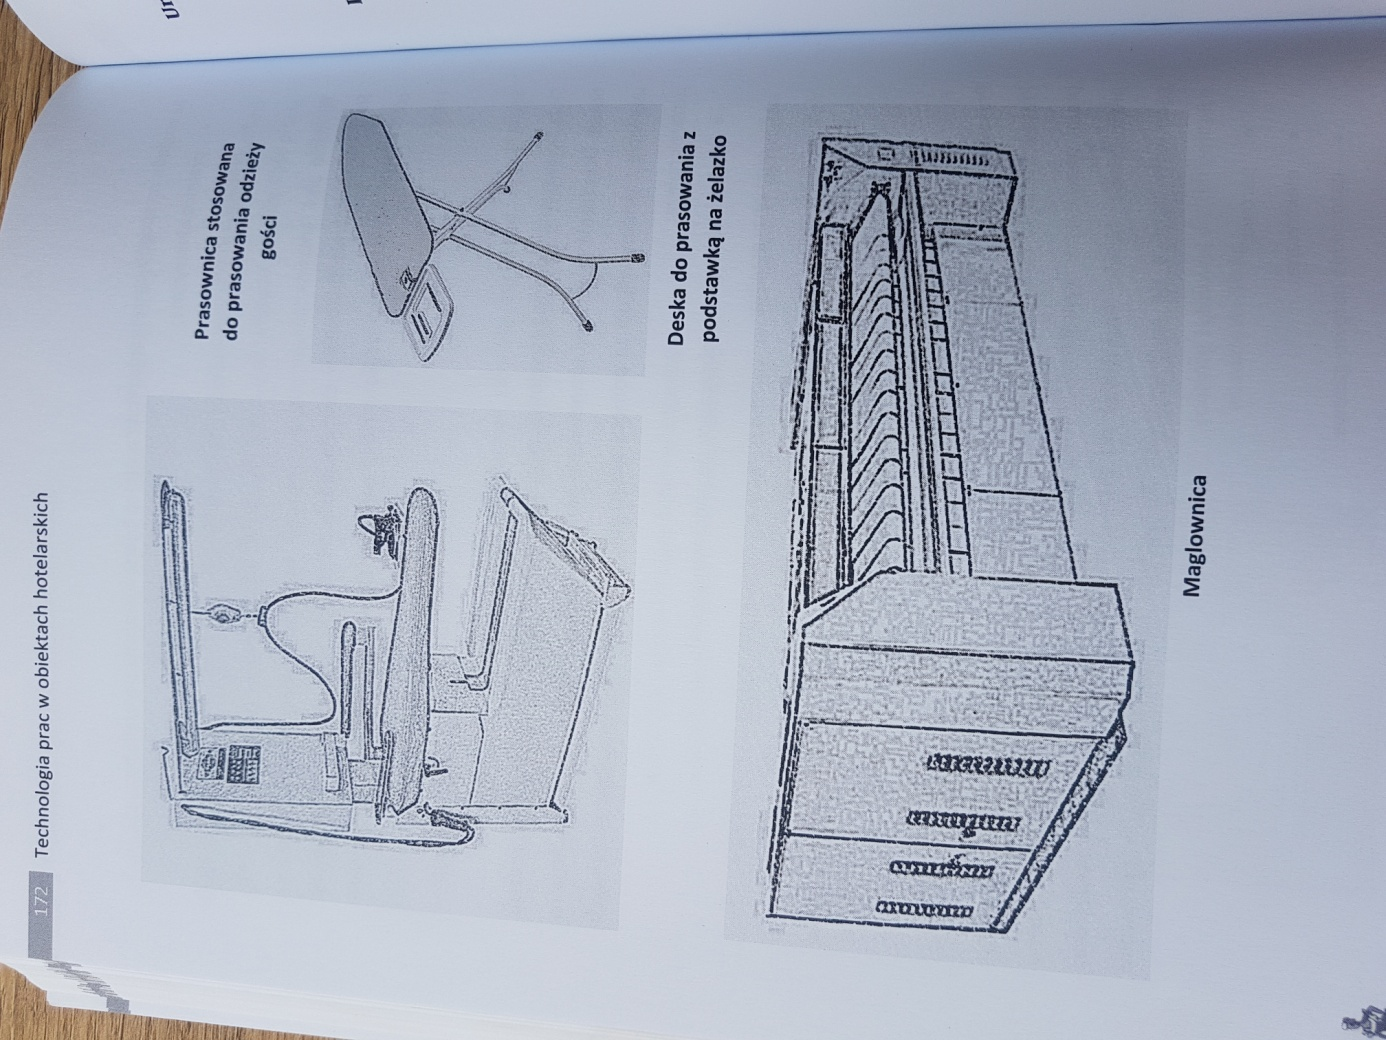 172 Technologia prac w obiektach hotelarskich
Prasownica stosowana
do prasowania odzieży
gości
Deska do prasowania z
podstawką na żelazko
Maglownica